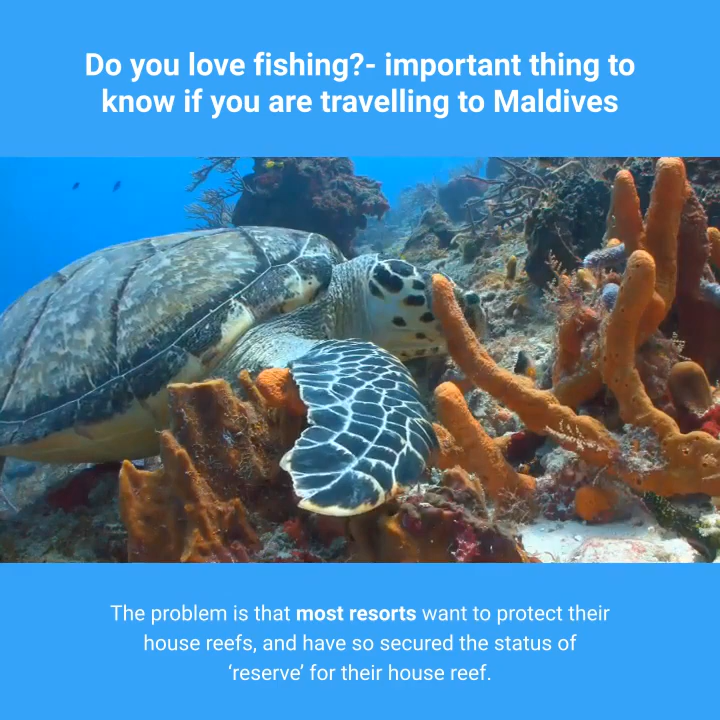 Do you love fishing?- important thing to
know if you are travelling to Maldives
The problem is that most resorts want to protect their
house reefs, and have so secured the status of
‘reserve’ for their house reef.